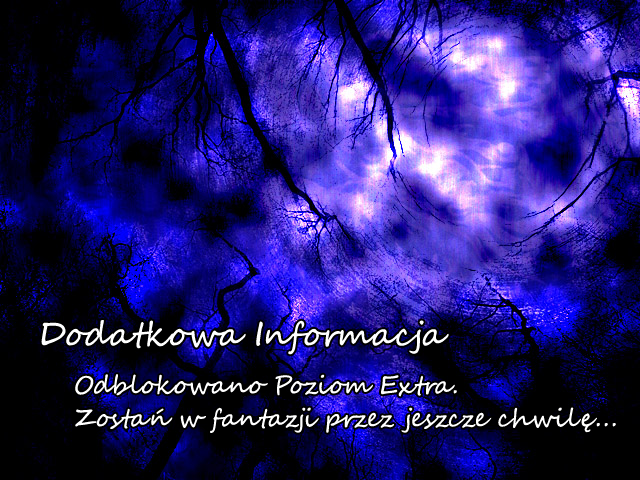 Dodatkowa Informacja
Odblokowano Poziom Extra.
Zostań w fantazji przez jeszcze chwilę...